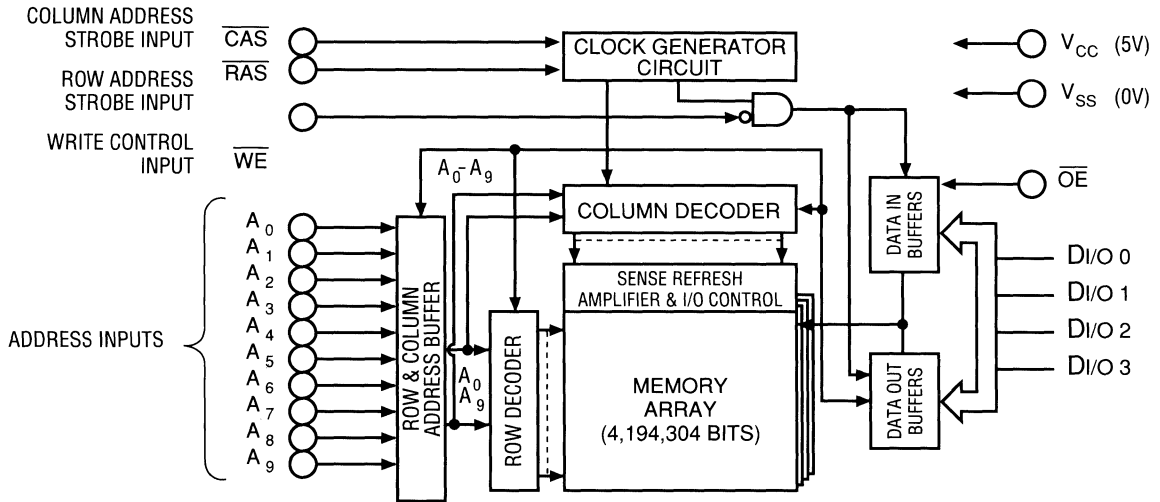 COLUMN ADDRESS
STROBE INPUT
CAS
ROW ADDRESS
STROBE INPUT
RAS
WRITE CONTROL
INPUT
WE
CLOCK GENERATOR
CIRCUIT
VCC (5V)
VSS (0V)
OE
A0-A9
COLUMN DECODER
DATA IN
BUFFERS
SENSE REFRESH
AMPLIFIER & I/O CONTROL
ADDRESS INPUTS
A0
A1
A2
A3
A4
A5
A6
A7
A8
A9
ROW & COLUMN
ADDRESS BUFFER
A0
A9
ROW DECODER
MEMORY
ARRAY
(4,194,304 BITS)
DATA OUT
BUFFERS
DI/O 0
DI/O 1
DI/O 2
DI/O 3